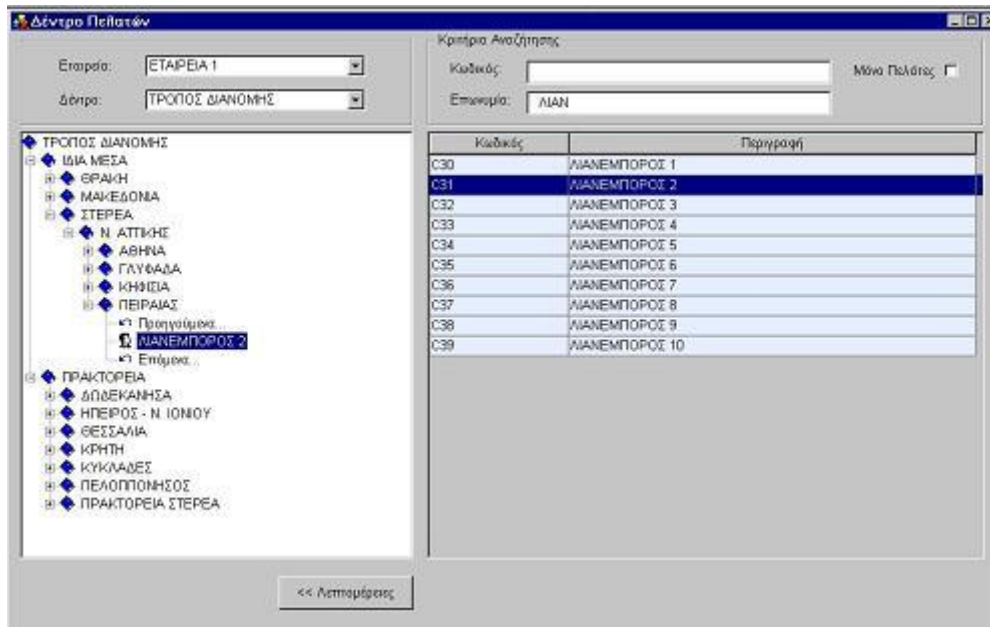 Δέντρο Πελατών
Εταιρεία: ΕΤΑΙΡΕΙΑ 1
Δέντρο: ΤΡΟΠΟΣ ΔΙΑΝΟΜΗΣ
Κριτήρια Αναζήτησης
Κωδικός: Μόνο Πελάτες
Επωνυμία: ΛΙΑΝ
ΤΡΟΠΟΣ ΔΙΑΝΟΜΗΣ
ΙΔΙΑ ΜΕΣΑ
ΘΡΑΚΗ
ΜΑΚΕΔΟΝΙΑ
ΣΤΕΡΕΑ
Ν. ΑΤΤΙΚΗΣ
ΑΘΗΝΑ
ΓΛΥΦΑΔΑ
ΚΗΦΙΣΙΑ
ΠΕΙΡΑΙΑΣ
Προηγούμενα...
ΛΙΑΝΕΜΠΟΡΟΣ 2
Επόμενα...
ΠΡΑΚΤΟΡΕΙΑ
ΔΩΔΕΚΑΝΗΣΑ
ΗΠΕΙΡΟΣ - Ν. ΙΟΝΙΟΥ
ΘΕΣΣΑΛΙΑ
ΚΡΗΤΗ
ΚΥΚΛΑΔΕΣ
ΠΕΛΟΠΠΟΝΗΣΟΣ
ΠΡΑΚΤΟΡΕΙΑ ΣΤΕΡΕΑ
Κωδικός Περιγραφή
C30 ΛΙΑΝΕΜΠΟΡΟΣ 1
C31 ΛΙΑΝΕΜΠΟΡΟΣ 2
C32 ΛΙΑΝΕΜΠΟΡΟΣ 3
C33 ΛΙΑΝΕΜΠΟΡΟΣ 4
C34 ΛΙΑΝΕΜΠΟΡΟΣ 5
C35 ΛΙΑΝΕΜΠΟΡΟΣ 6
C36 ΛΙΑΝΕΜΠΟΡΟΣ 7
C37 ΛΙΑΝΕΜΠΟΡΟΣ 8
C38 ΛΙΑΝΕΜΠΟΡΟΣ 9
C39 ΛΙΑΝΕΜΠΟΡΟΣ 10
<< Λεπτομέρειες